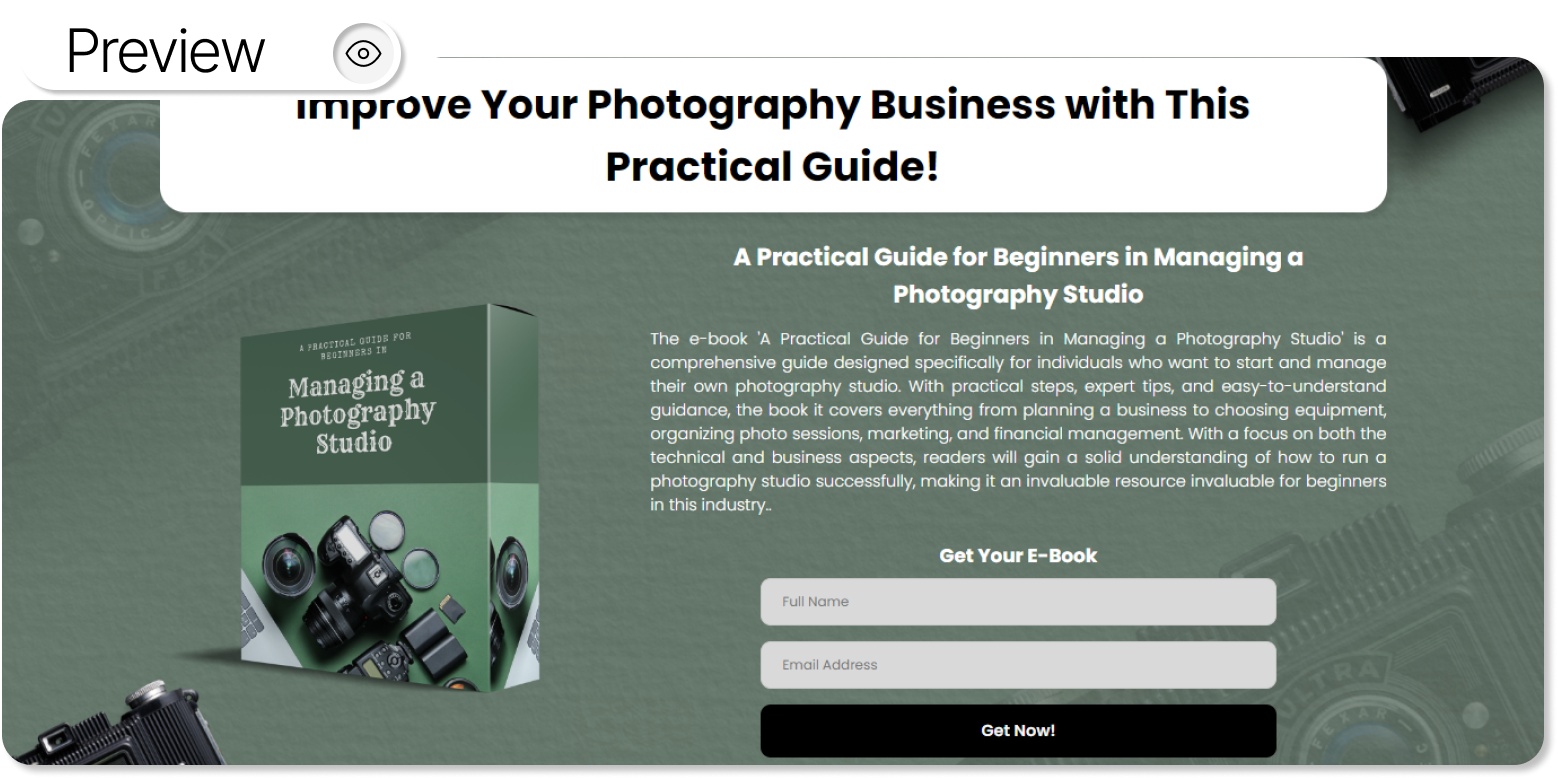 Preview
Improve Your Photography Business with This
Practical Guide!
A Practical Guide for Beginners in Managing a
Photography Studio
The e-book 'A Practical Guide for Beginners in Managing a Photography Studio' is a
comprehensive guide designed specifically for individuals who want to start and manage
their own photography studio. With practical steps, expert tips, and easy-to-understand
guidance, the book it covers everything from planning a business to choosing equipment,
organizing photo sessions, marketing, and financial management. With a focus on both the
technical and business aspects, readers will gain a solid understanding of how to run a
photography studio successfully, making it an invaluable resource invaluable for beginners
in this industry..
A PRACTICAL GUIDE FOR
BEGINNERS IN
Managing a
Photography
Studio
Get Your E-Book
Full Name
Email Address
Get Now!
FEXAR
OPTIC
FEX
ULTRA
FEXAR